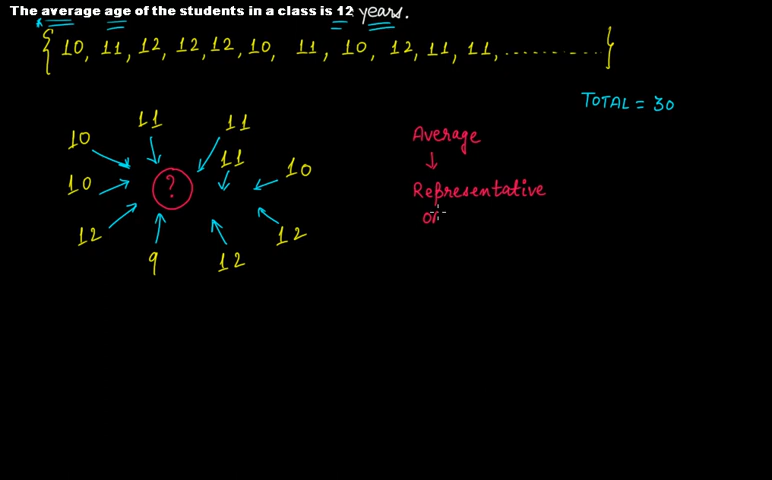 The average age of the students in a class is 12 years.
{ 10, 11, 12, 12, 12, 10, 11, 10, 12, 11, 11, .............. }
TOTAL = 30
11
11
10
Average
11
10
10
?
Representative
or
12
12
9
12